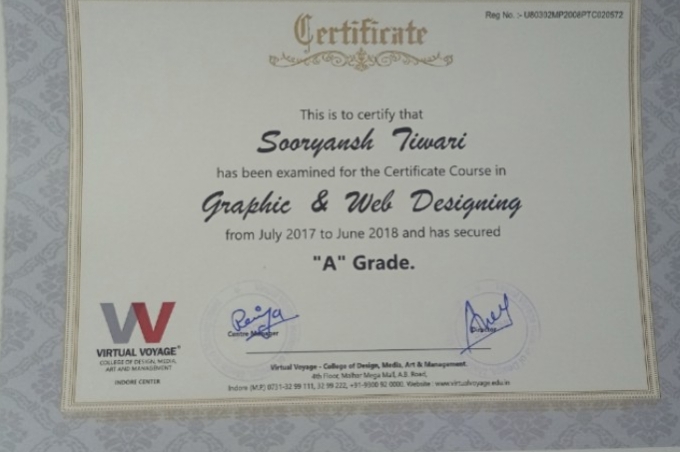 Reg No. :- U80302MP2006PTC020572
Certificate
This is to certify that
Sooryansh Tiwari
has been examined for the Certificate Course in
Graphic & Web Designing
from July 2017 to June 2018 and has secured
"A" Grade.
VIRTUAL VOYAGE
COLLEGE OF DESIGN, MEDIA,
ART AND MANAGEMENT
INDORE CENTER
Centre Manager
Director
Virtual Voyage - College of Design, Media, Art & Management.
4th Floor, Malhar Mega Mall, A.B. Road,
Indore (M.P.) 0731-32 99 111, 32 99 222, +91-9300 92 0000. Website : www.virtualvoyage.edu.in